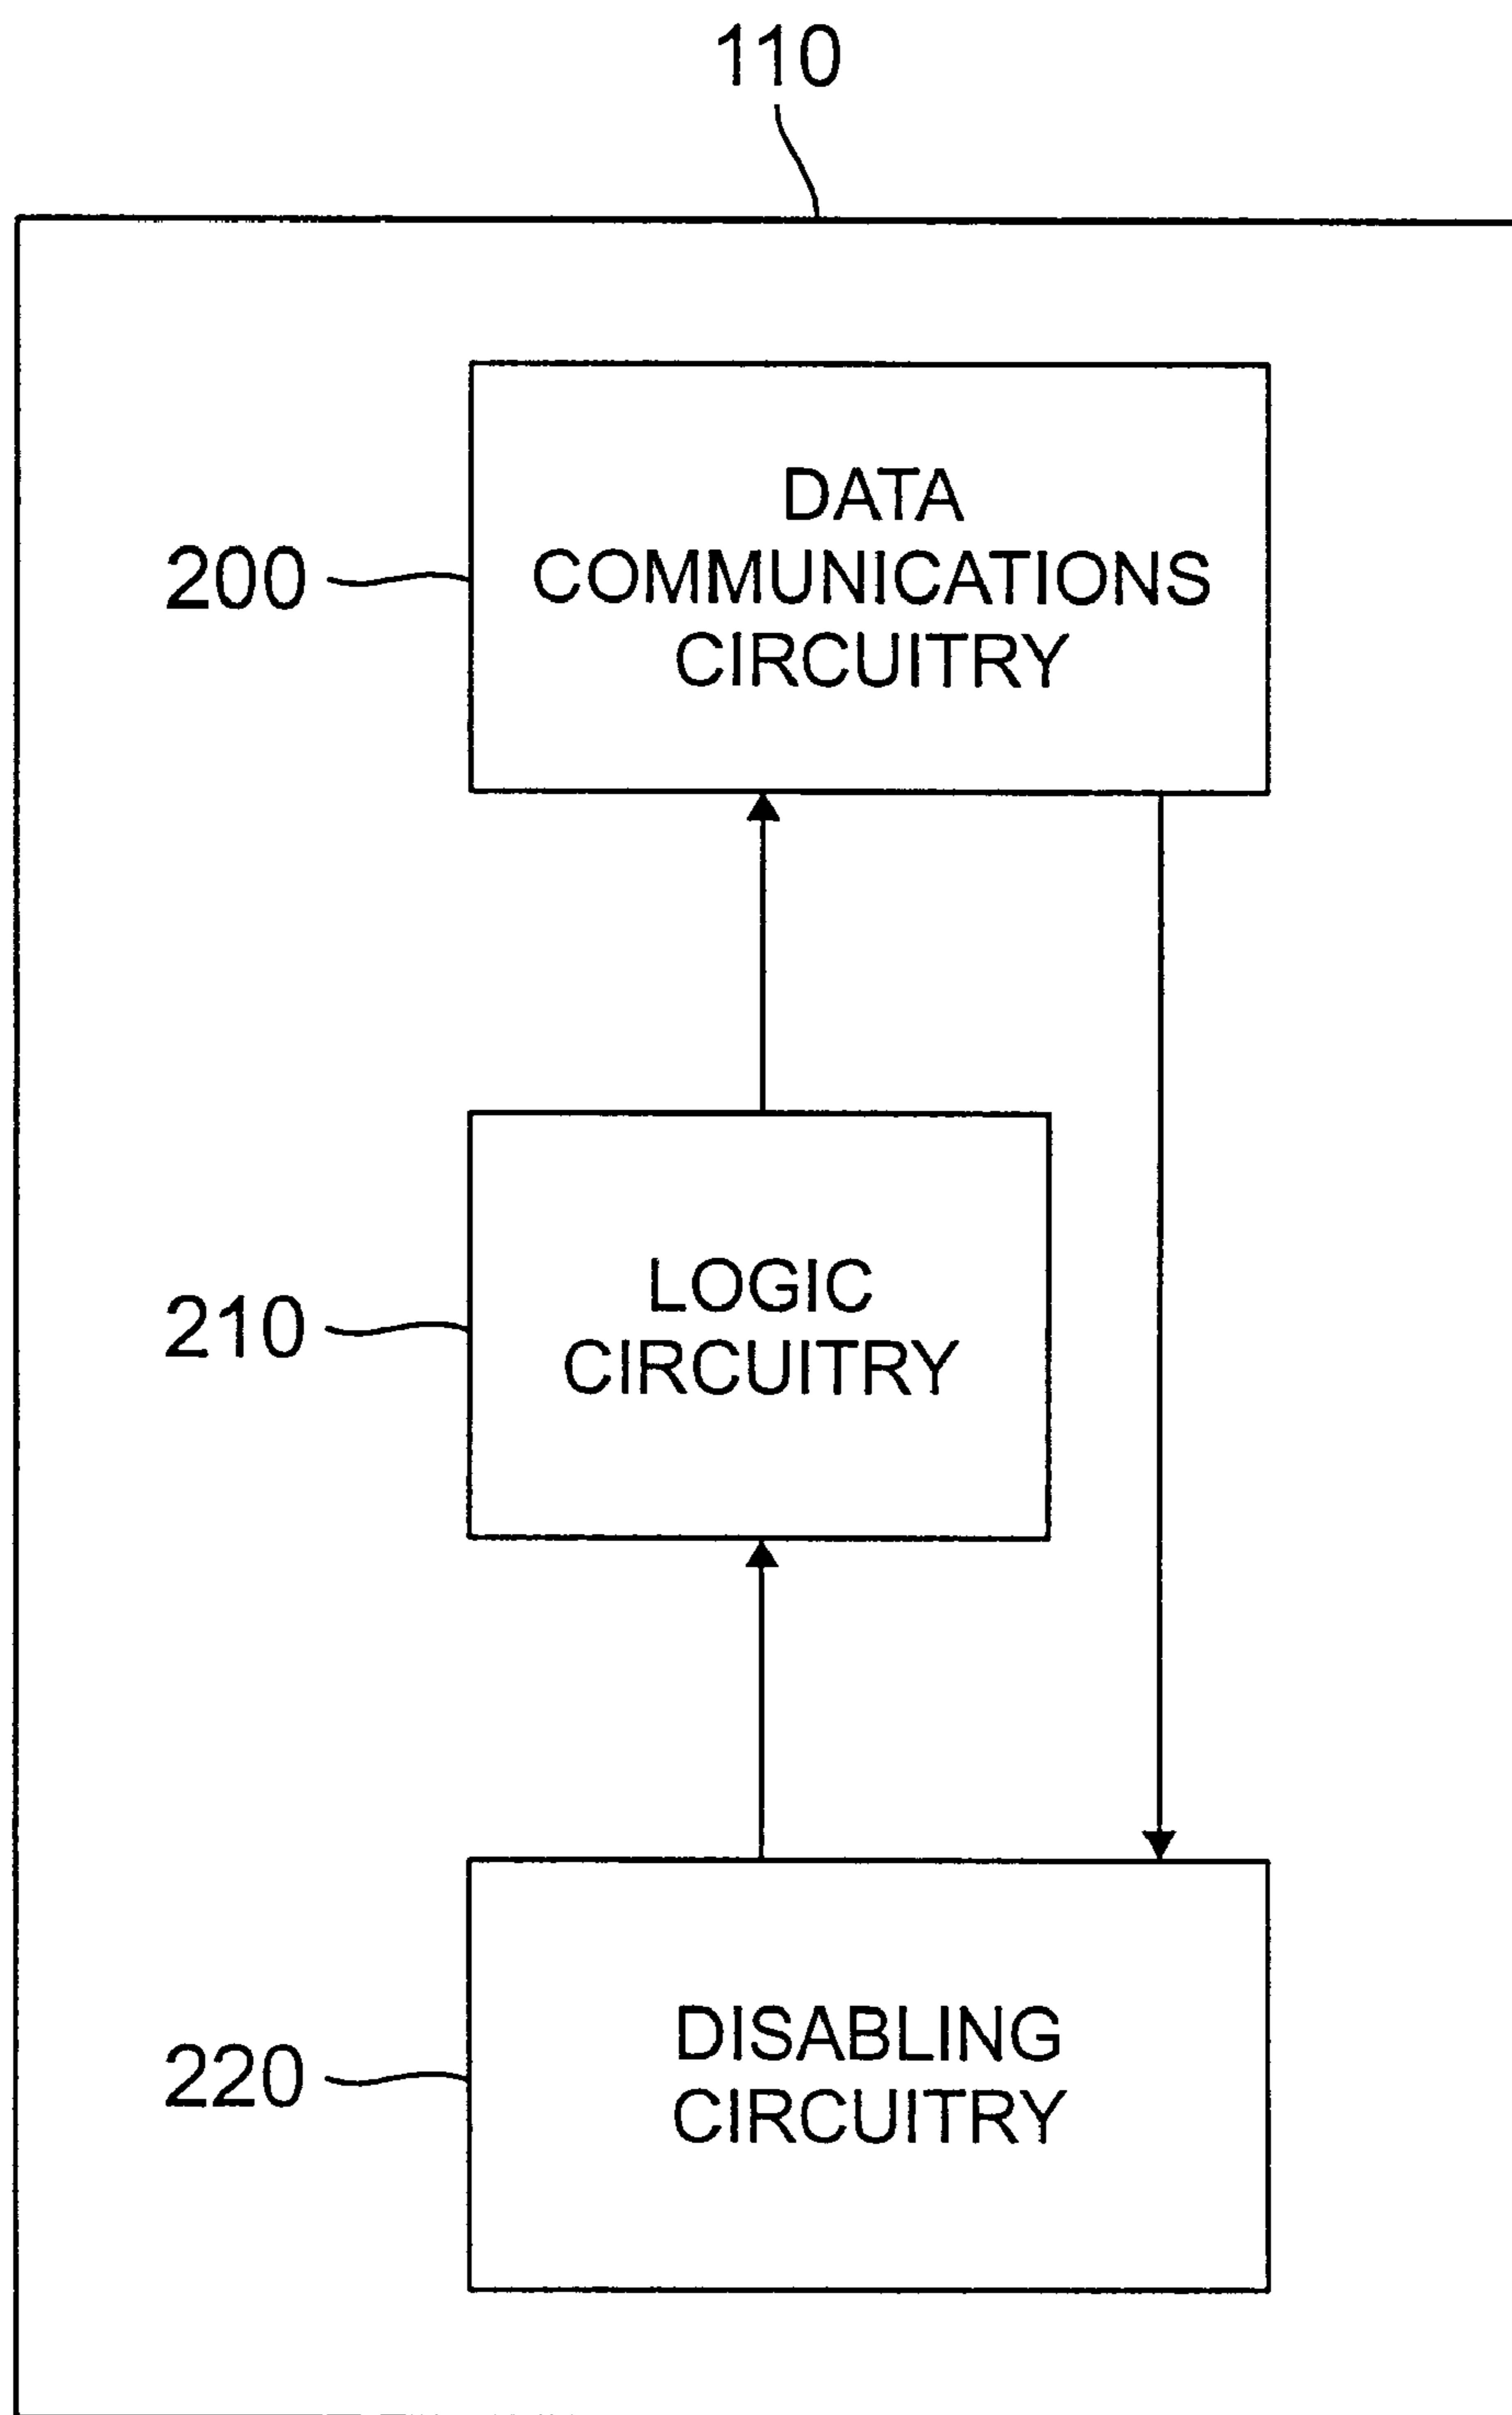 110
200
DATA
COMMUNICATIONS
CIRCUITRY
210
LOGIC
CIRCUITRY
220
DISABLING
CIRCUITRY